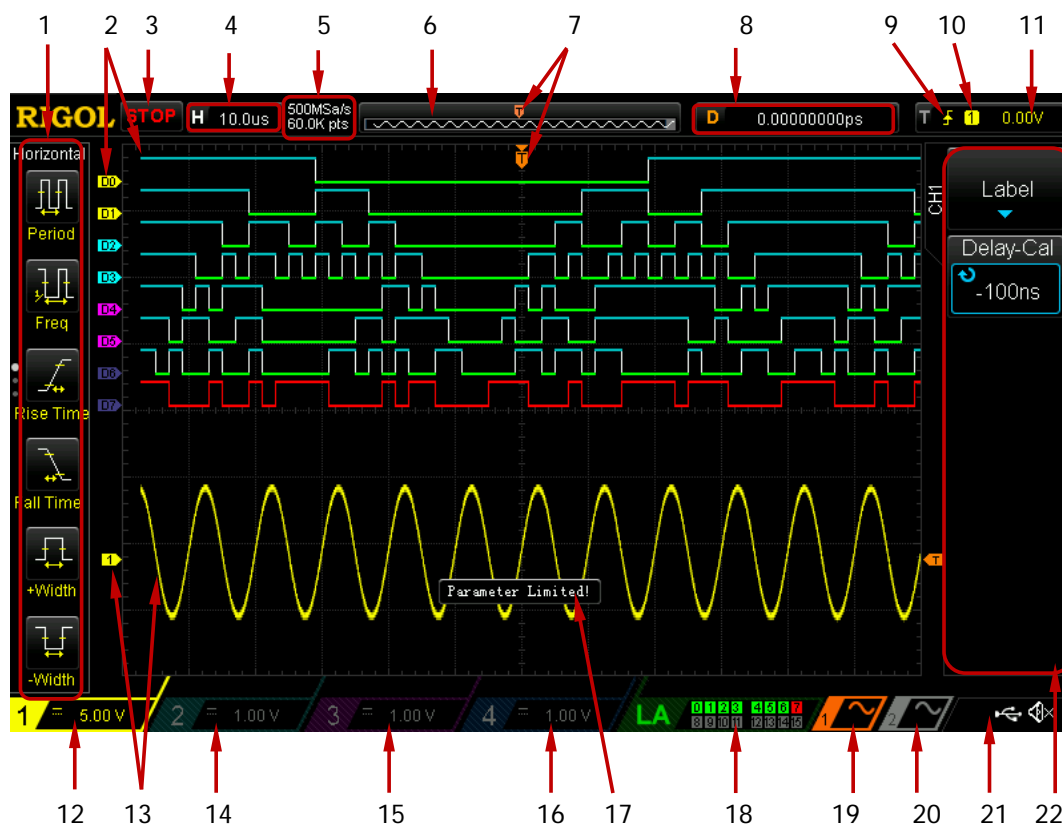 1 2 3 4 5 6 7 8 9 10 11
RIGOL STOP H 10.0us 500MSa/s 60.0K pts T D 0.00000000ps T 1 0.00V
Horizontal
T
Period
Freq
Rise Time
Fall Time
+Width
-Width
D0
D1
D2
D3
D4
D5
D6
D7
1
T
Parameter Limited!
CH1
Label
Delay-Cal
-100ns
1 5.00 V 2 1.00 V 3 1.00 V 4 1.00 V LA
0 1 2 3 4 5 6 7
8 9 10 11 12 13 14 15
1 2
12 13 14 15 16 17 18 19 20 21 22